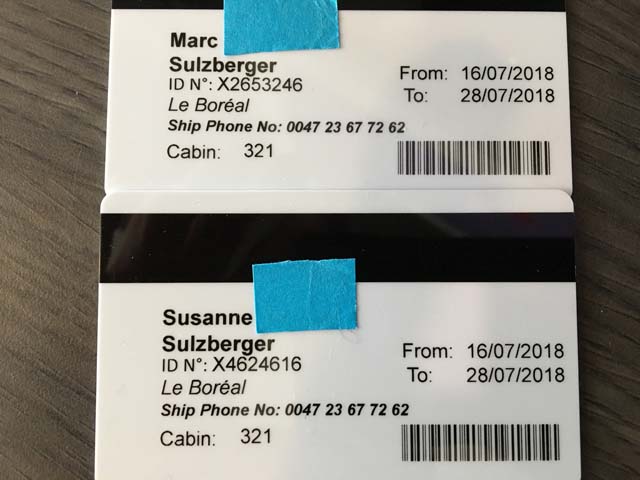 Marc
Sulzberger
ID N°: X2653246
Le Boréal
Ship Phone No: 0047 23 67 72 62
Cabin: 321
From: 16/07/2018
To: 28/07/2018
Susanne
Sulzberger
ID N°: X4624616
Le Boréal
Ship Phone No: 0047 23 67 72 62
Cabin: 321
From: 16/07/2018
To: 28/07/2018